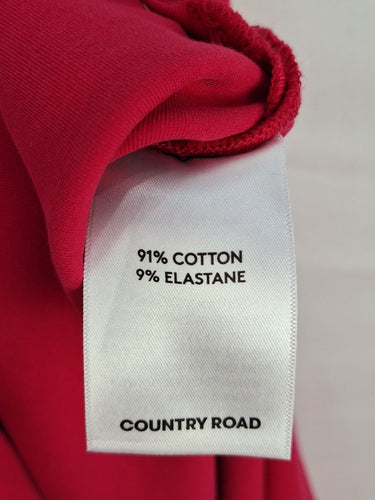 91% COTTON
9% ELASTANE
COUNTRY ROAD